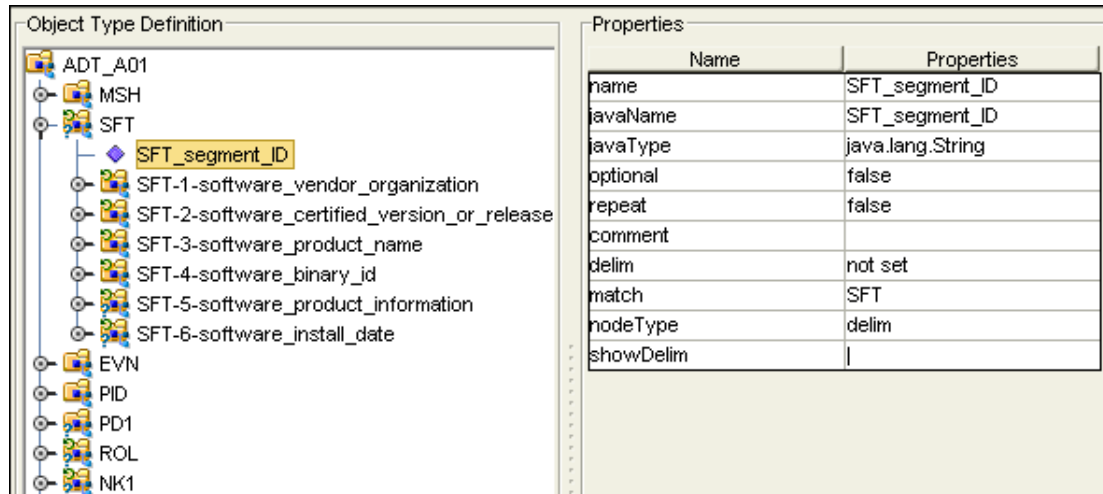 Object Type Definition
ADT_A01
MSH
SFT
SFT_segment_ID
SFT-1-software_vendor_organization
SFT-2-software_certified_version_or_release
SFT-3-software_product_name
SFT-4-software_binary_id
SFT-5-software_product_information
SFT-6-software_install_date
EVN
PID
PD1
ROL
NK1
Properties
Name Properties
name SFT_segment_ID
javaName SFT_segment_ID
javaType java.lang.String
optional false
repeat false
comment
delim not set
match SFT
nodeType delim
showDelim |